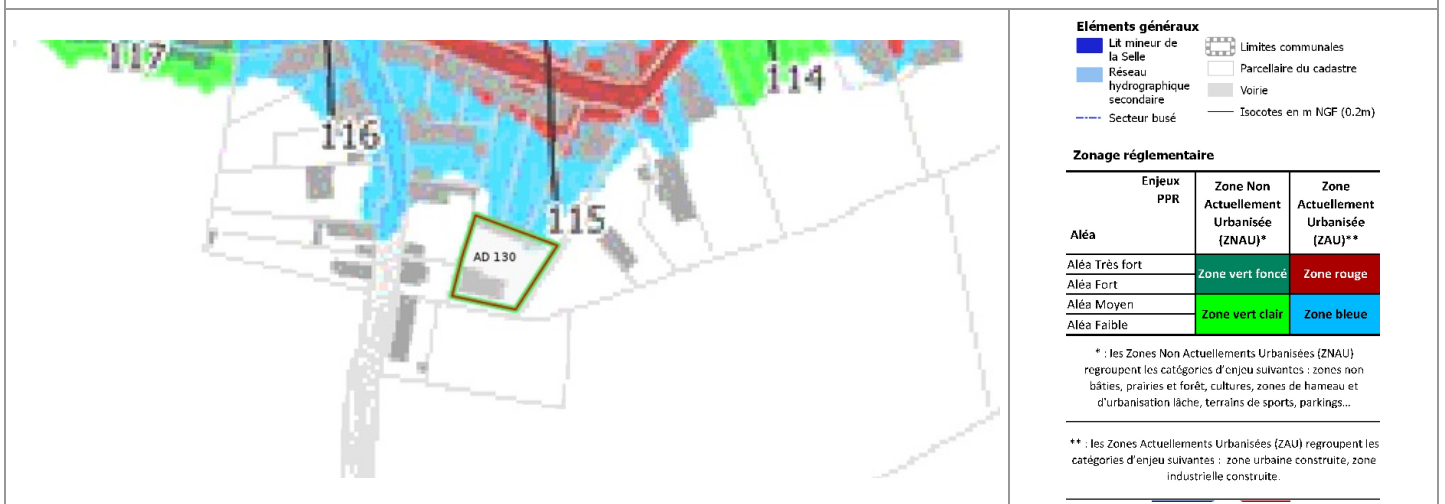 117
116
115
114
AD 130
Eléments généraux
Lit mineur de
la Selle
Réseau
hydrographique
secondaire
Secteur busé
Limites communales
Parcellaire du cadastre
Voirie
Isocotes en m NGF (0.2m)
Zonage réglementaire
Enjeux
PPR
Aléa
Zone Non
Actuellement
Urbanisée
(ZNAU)*
Zone
Actuellement
Urbanisée
(ZAU)**
Aléa Très fort
Aléa Fort
Zone vert foncé
Zone rouge
Aléa Moyen
Aléa Faible
Zone vert clair
Zone bleue
* : les Zones Non Actuellements Urbanisées (ZNAU)
regroupent les catégories d'enjeu suivantes : zones non
bâties, prairies et forêt, cultures, zones de hameau et
d'urbanisation lâche, terrains de sports, parkings...
** : les Zones Actuellements Urbanisées (ZAU) regroupent les
catégories d'enjeu suivantes : zone urbaine construite, zone
industrielle construite.